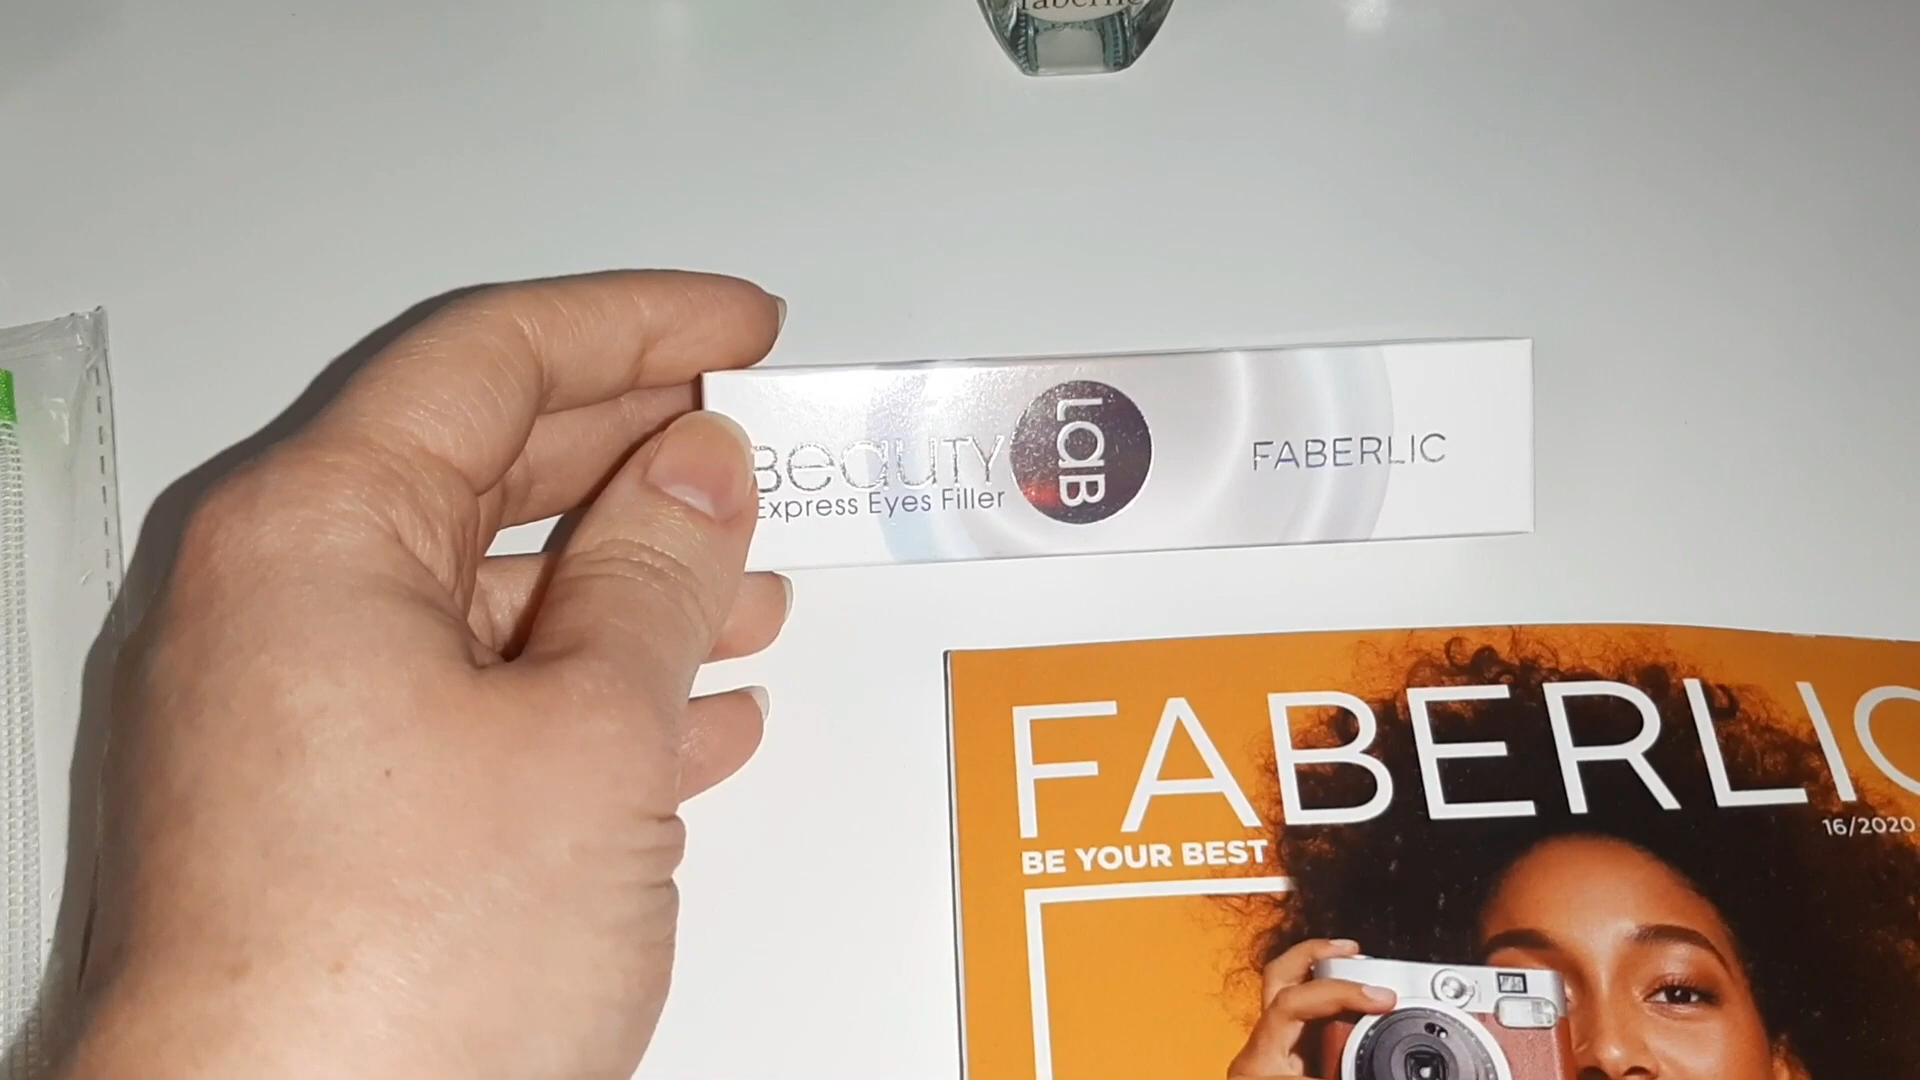 faberlic
Beauty
Express Eyes Filler
Lab
FABERLIC
FABERLIC
16/2020
BE YOUR BEST